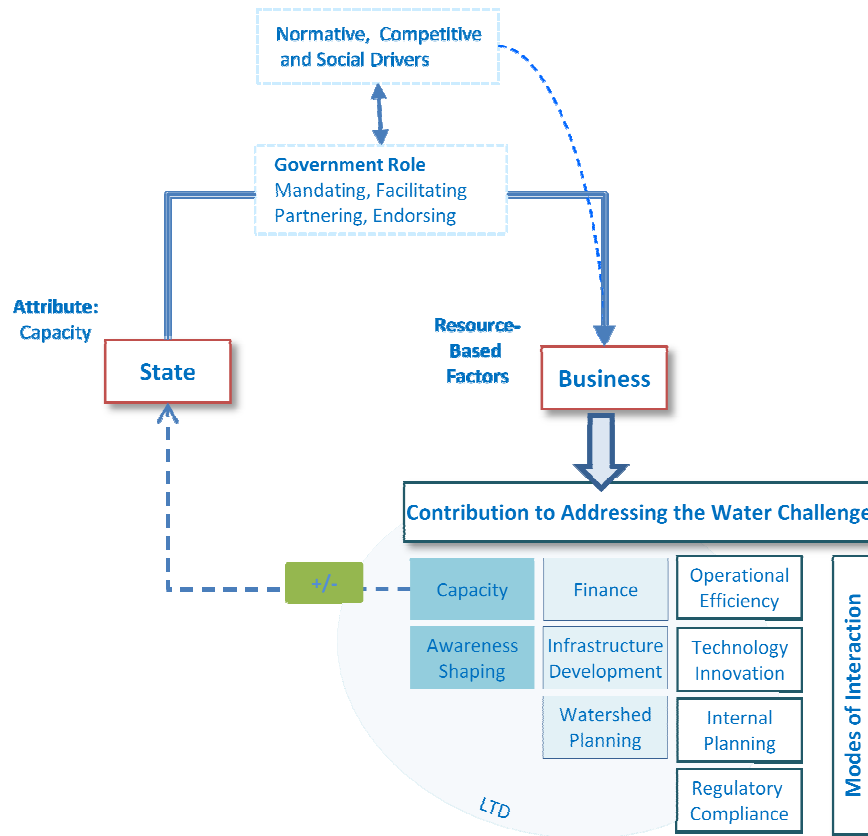 Normative, Competitive
and Social Drivers
Government Role
Mandating, Facilitating
Partnering, Endorsing
Attribute:
Capacity
Resource-
Based
Factors
State
Business
Contribution to Addressing the Water Challenge
+/-
Capacity
Finance
Operational
Efficiency
Awareness
Shaping
Infrastructure
Development
Technology
Innovation
Watershed
Planning
Internal
Planning
Regulatory
Compliance
Modes of Interaction
LTD